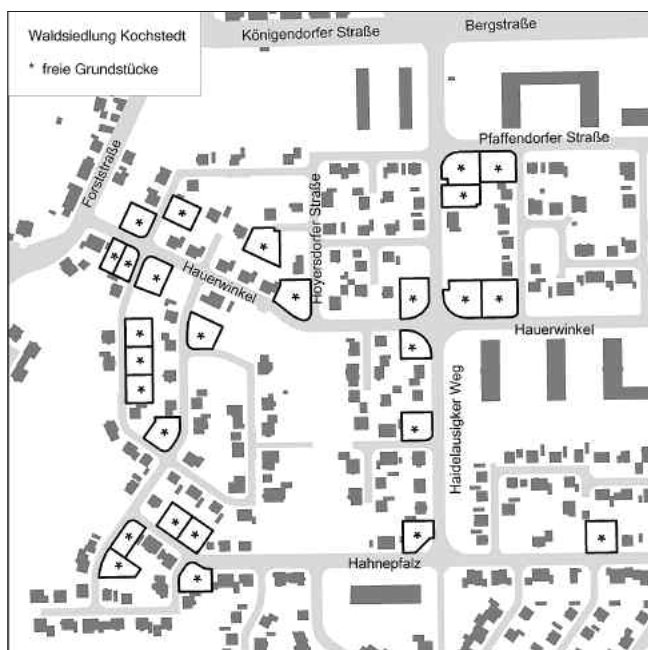 Waldsiedlung Kochstedt
* freie Grundstücke
Königendorfer Straße
Bergstraße
Pfaffendorfer Straße
Forststraße
Hoyersdorfer Straße
Hauerwinkel
Hauerwinkel
Haidelausigker Weg
Hahnepfalz